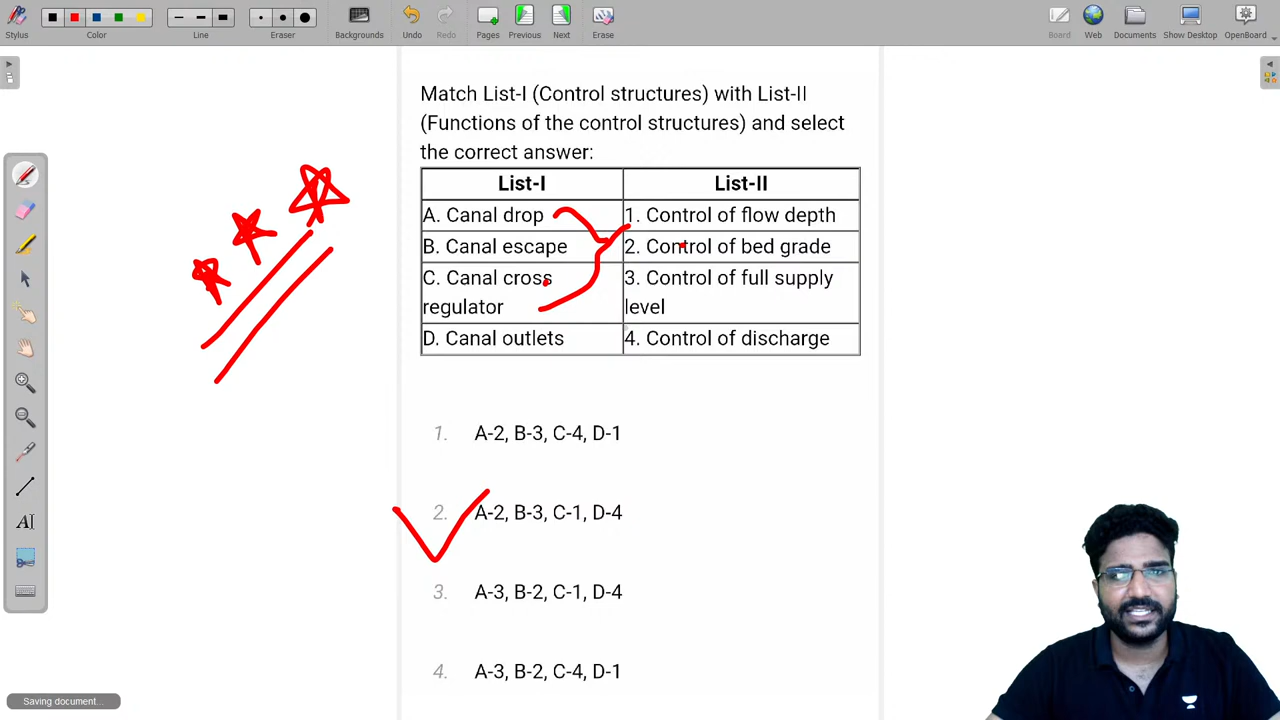 Stylus
Color
Line
Eraser
Backgrounds
Undo
Redo
Pages
Previous
Next
Erase
Board
Web
Documents
Show Desktop
OpenBoard
Match List-I (Control structures) with List-II
(Functions of the control structures) and select
the correct answer:
List-I List-II
A. Canal drop 1. Control of flow depth
B. Canal escape 2. Control of bed grade
C. Canal cross 3. Control of full supply
regulator level
D. Canal outlets 4. Control of discharge
1. A-2, B-3, C-4, D-1
2. A-2, B-3, C-1, D-4
3. A-3, B-2, C-1, D-4
4. A-3, B-2, C-4, D-1
AI
Saving document...